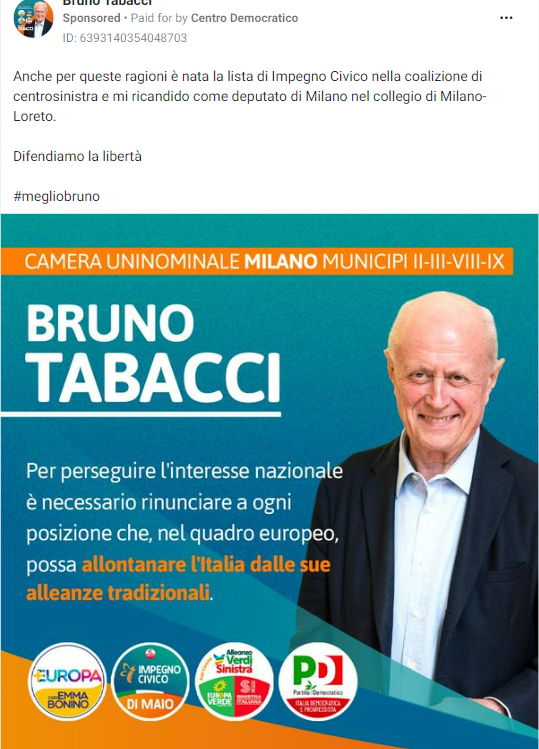 Bruno Tabacci
Sponsored • Paid for by Centro Democratico
ID: 6393140354048703
Anche per queste ragioni è nata la lista di Impegno Civico nella coalizione di
centrosinistra e mi ricandido come deputato di Milano nel collegio di Milano-
Loreto.
Difendiamo la libertà
#megliobruno
CAMERA UNINOMINALE MILANO MUNICIPI II-III-VIII-IX
BRUNO
TABACCI
Per perseguire l'interesse nazionale
è necessario rinunciare a ogni
posizione che, nel quadro europeo,
possa allontanare l'Italia dalle sue
alleanze tradizionali.
+EUROPA
CON EMMA
BONINO
IMPEGNO
CIVICO
DI MAIO
Alleanza
Verdi
Sinistra
EUROPA
VERDE
SI
SINISTRA
ITALIANA
PD
Partito Democratico
ITALIA DEMOCRATICA
E PROGRESSISTA